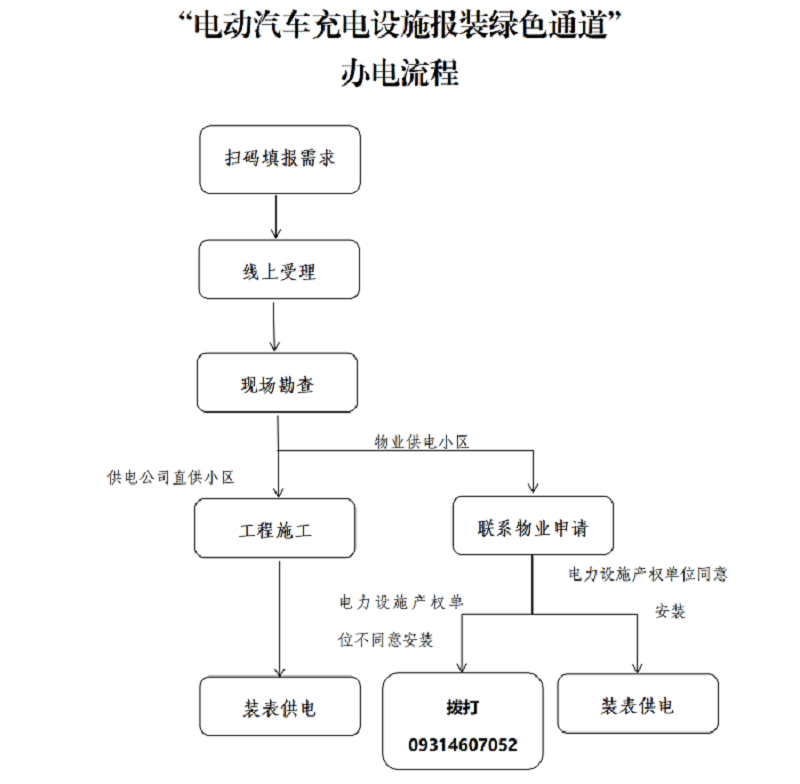 “电动汽车充电设施报装绿色通道”
办电流程
扫码填报需求
线上受理
现场勘查
物业供电小区
供电公司直供小区
工程施工
联系物业申请
电力设施产权单位同意
安装
电力设施产权单
位不同意安装
装表供电
拨打
09314607052
装表供电